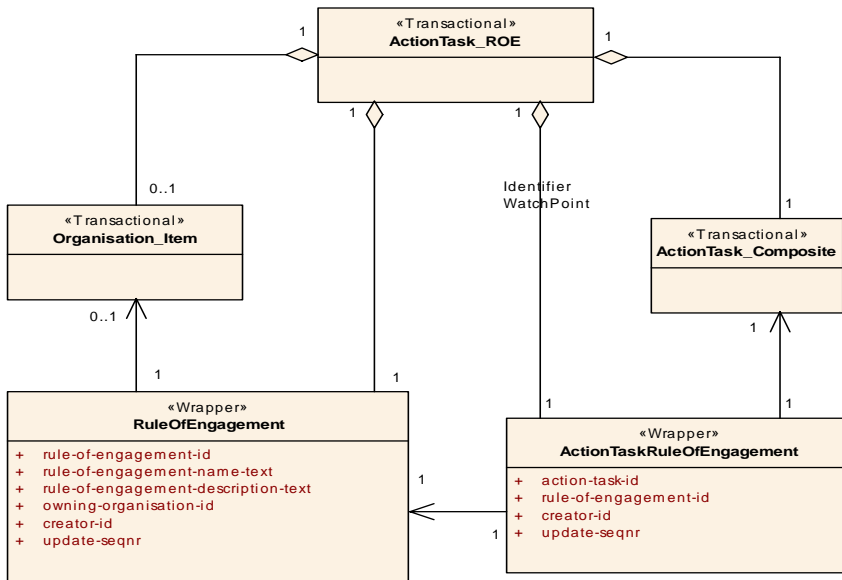 1
«Transactional»
ActionTask_ROE
1
1
1
Identifier
WatchPoint
0..1
«Transactional»
Organisation_Item
1
«Transactional»
ActionTask_Composite
0..1
1
1
1
1
1
«Wrapper»
RuleOfEngagement
+ rule-of-engagement-id
+ rule-of-engagement-name-text
+ rule-of-engagement-description-text
+ owning-organisation-id
+ creator-id
+ update-seqnr
1
1
«Wrapper»
ActionTaskRuleOfEngagement
+ action-task-id
+ rule-of-engagement-id
+ creator-id
+ update-seqnr